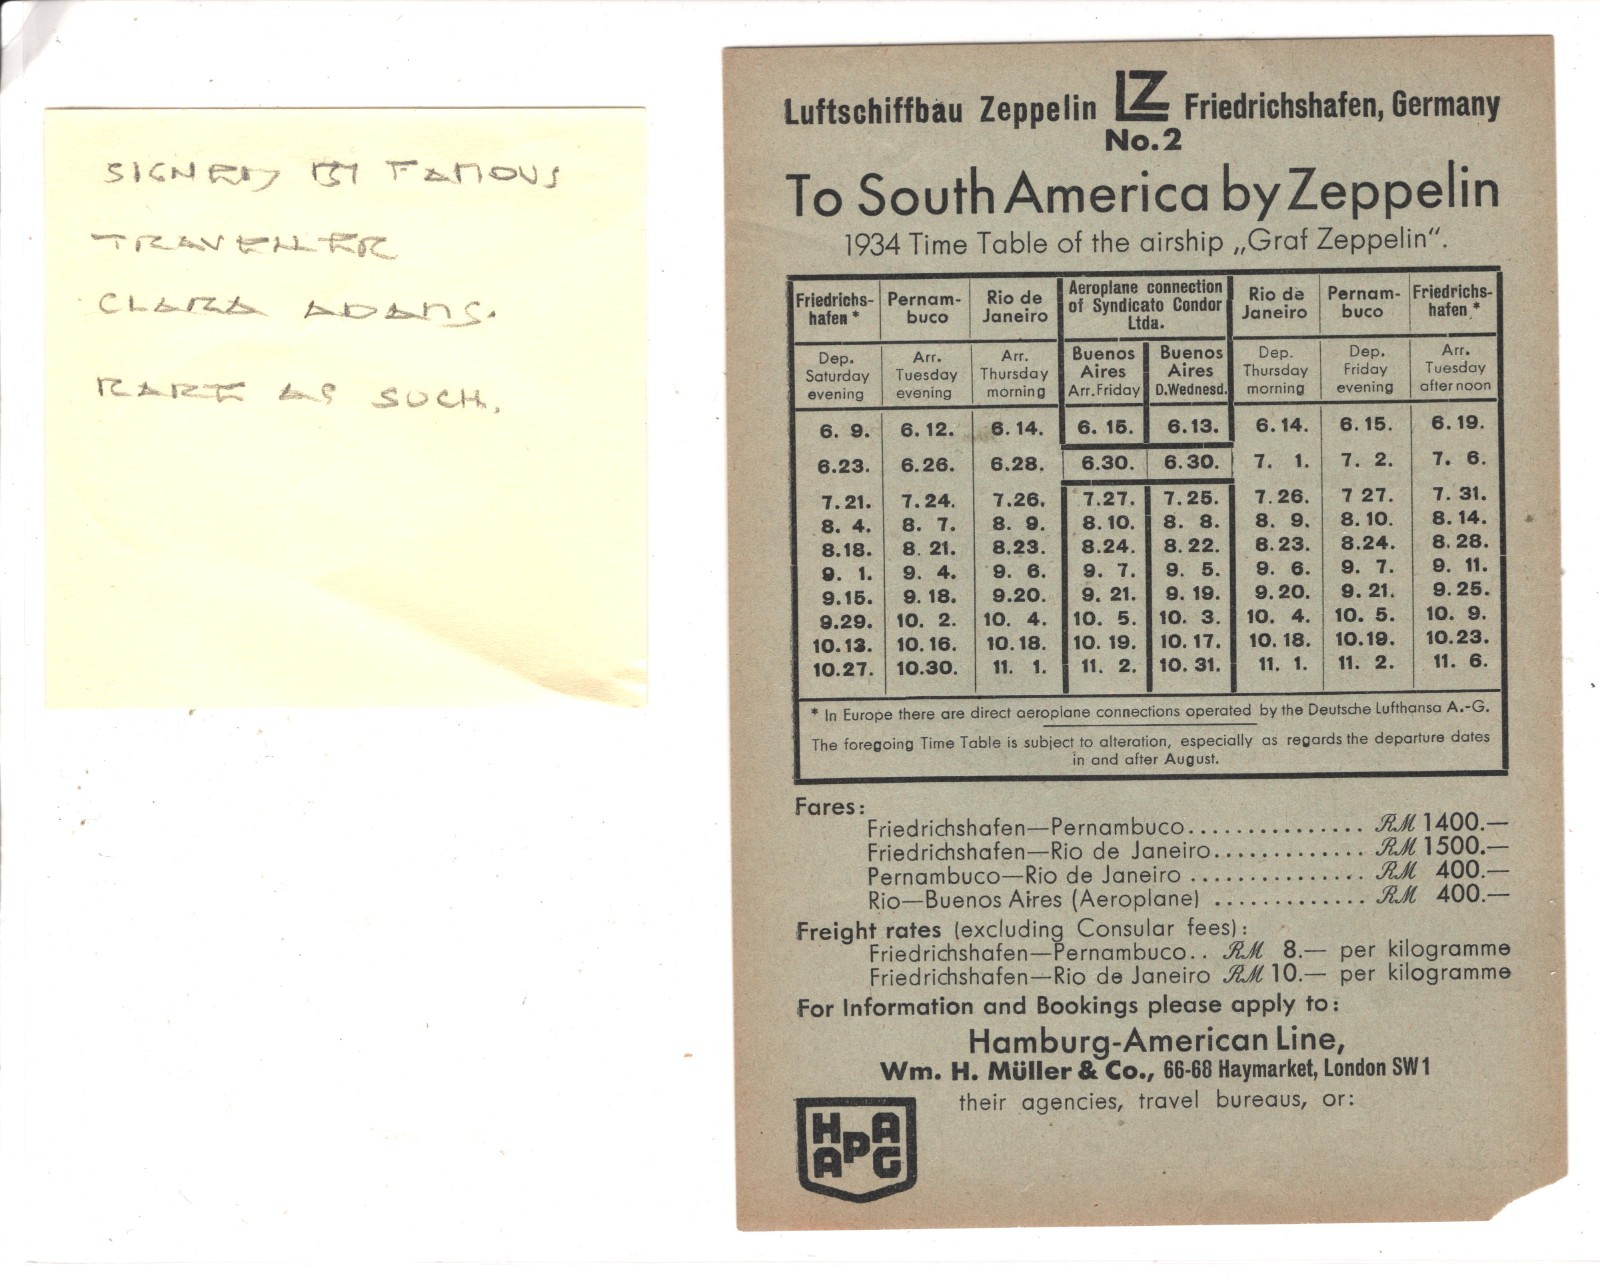 SIGNED BY FAMOUS
TRAVELLER
CLARA ADAMS.
RARE AS SUCH.
Luftschiffbau Zeppelin LZ Friedrichshafen, Germany
No. 2
To South America by Zeppelin
1934 Time Table of the airship „Graf Zeppelin“.
Friedrichs-hafen * Pernam-buco Rio de Janeiro Aeroplane connection of Syndicato Condor Ltda. Rio de Janeiro Pernam-buco Friedrichs-hafen *
Dep. Saturday evening Arr. Tuesday evening Arr. Thursday morning Buenos Aires Arr. Friday Buenos Aires D. Wednesd. Dep. Thursday morning Dep. Friday evening Arr. Tuesday after noon
6. 9. 6. 12. 6. 14. 6. 15. 6. 13. 6. 14. 6. 15. 6. 19.
6. 23. 6. 26. 6. 28. 6. 30. 6. 30. 7. 1. 7. 2. 7. 6.
7. 21. 7. 24. 7. 26. 7. 27. 7. 25. 7. 26. 7 27. 7. 31.
8. 4. 8. 7. 8. 9. 8. 10. 8. 8. 8. 9. 8. 10. 8. 14.
8. 18. 8. 21. 8. 23. 8. 24. 8. 22. 8. 23. 8. 24. 8. 28.
9. 1. 9. 4. 9. 6. 9. 7. 9. 5. 9. 6. 9. 7. 9. 11.
9. 15. 9. 18. 9. 20. 9. 21. 9. 19. 9. 20. 9. 21. 9. 25.
9. 29. 10. 2. 10. 4. 10. 5. 10. 3. 10. 4. 10. 5. 10. 9.
10. 13. 10. 16. 10. 18. 10. 19. 10. 17. 10. 18. 10. 19. 10. 23.
10. 27. 10. 30. 11. 1. 11. 2. 10. 31. 11. 1. 11. 2. 11. 6.
* In Europe there are direct aeroplane connections operated by the Deutsche Lufthansa A.-G.
The foregoing Time Table is subject to alteration, especially as regards the departure dates
in and after August.
Fares:
Friedrichshafen—Pernambuco............... RM 1400.—
Friedrichshafen—Rio de Janeiro............. RM 1500.—
Pernambuco—Rio de Janeiro ............... RM 400.—
Rio—Buenos Aires (Aeroplane) ............. RM 400.—
Freight rates (excluding Consular fees):
Friedrichshafen—Pernambuco.. RM 8.— per kilogramme
Friedrichshafen—Rio de Janeiro RM 10.— per kilogramme
For Information and Bookings please apply to:
Hamburg-American Line,
Wm. H. Müller & Co., 66-68 Haymarket, London SW 1
their agencies, travel bureaus, or:
HAPAG